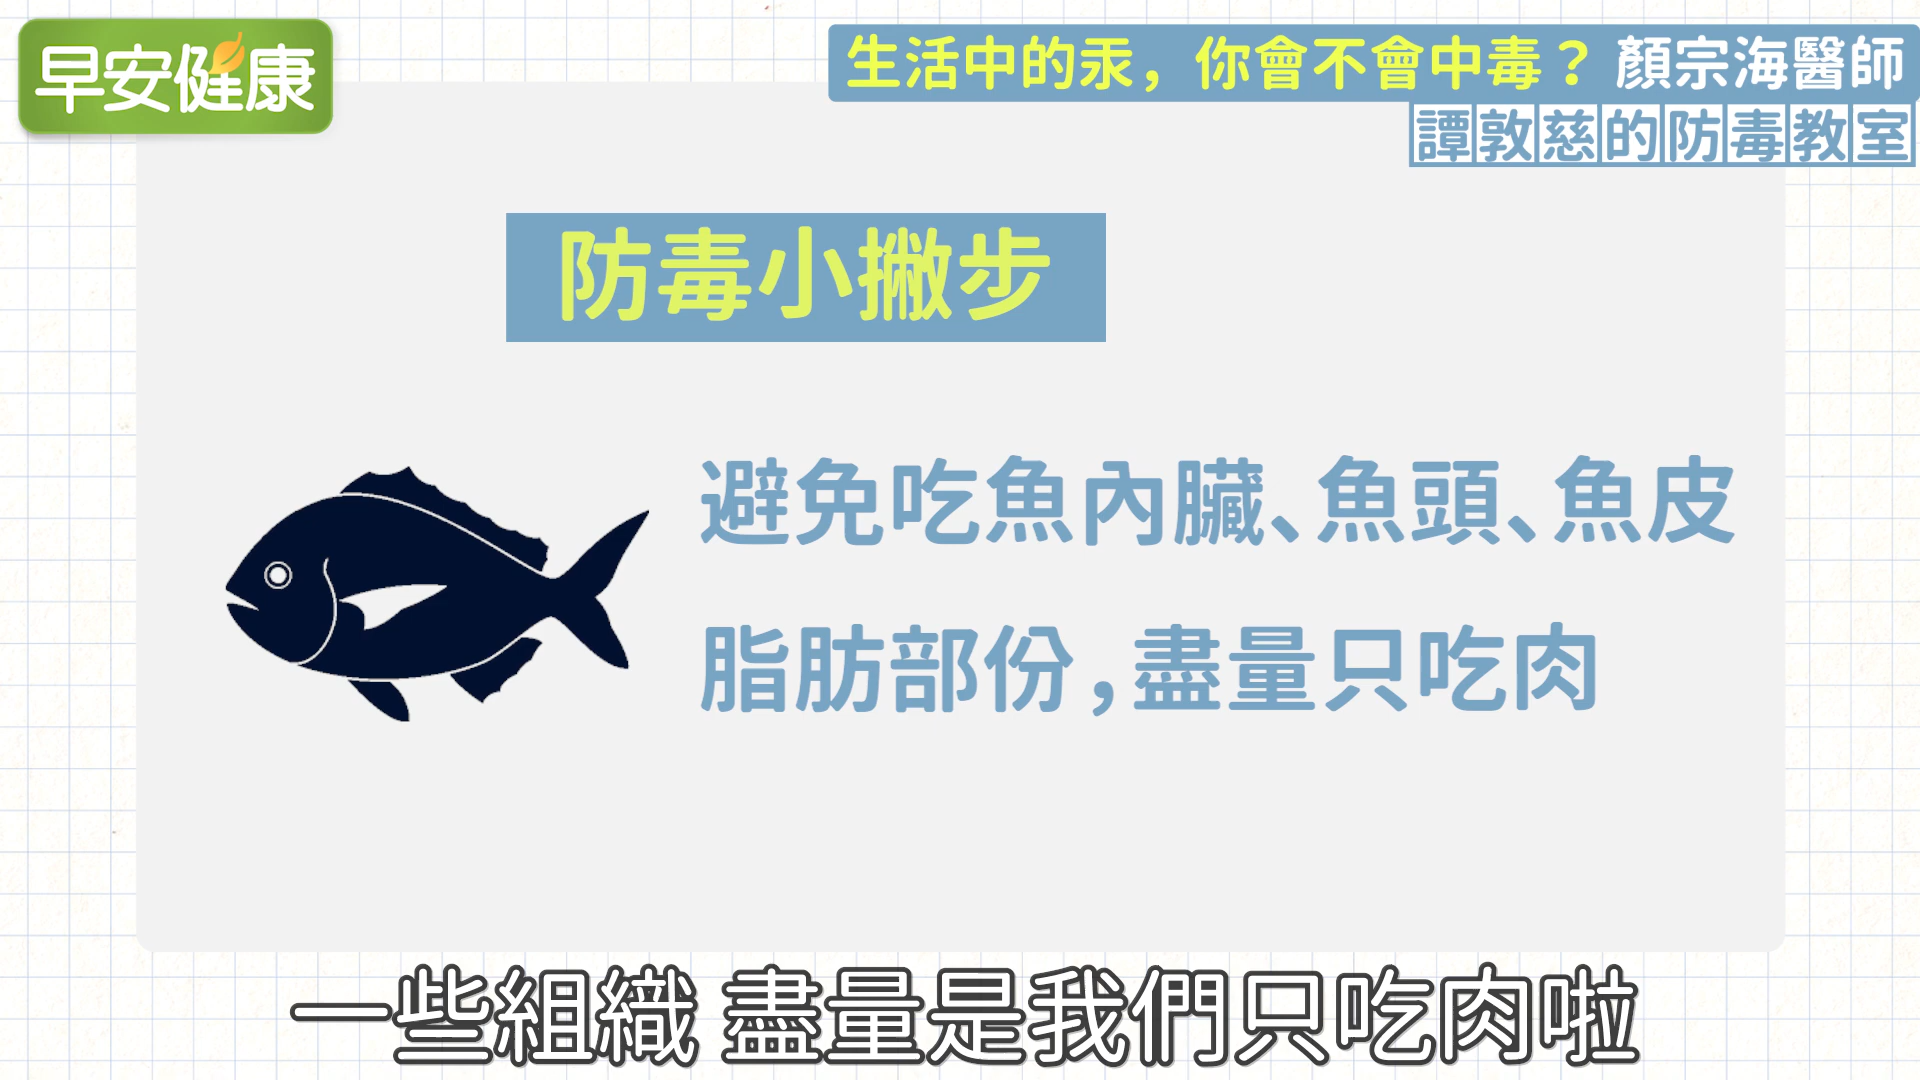 早安健康
生活中的汞，你會不會中毒？ 顏宗海醫師
譚敦慈的防毒教室
防毒小撇步
避免吃魚內臟、魚頭、魚皮
脂肪部份，盡量只吃肉
一些組織 盡量是我們只吃肉啦